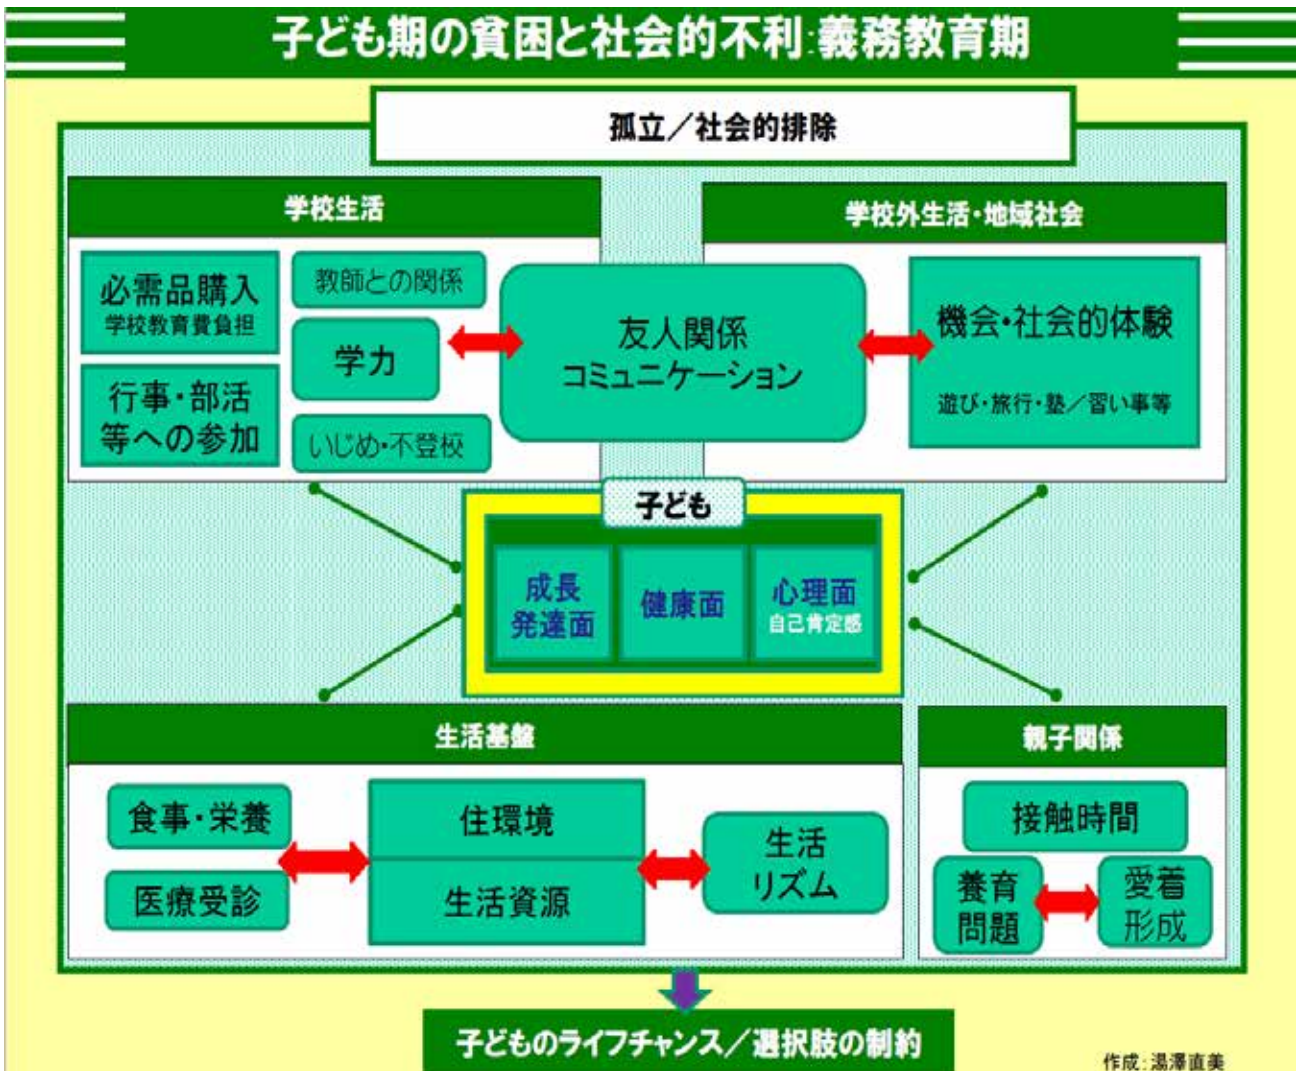 子ども期の貧困と社会的不利:義務教育期
孤立／社会的排除
学校生活
必需品購入
学校教育費負担
行事・部活
等への参加
教師との関係
学力
いじめ・不登校
友人関係
コミュニケーション
学校外生活・地域社会
機会・社会的体験
遊び・旅行・塾／習い事等
子ども
成長
発達面
健康面
心理面
自己肯定感
生活基盤
食事・栄養
医療受診
住環境
生活資源
生活
リズム
親子関係
接触時間
養育
問題
愛着
形成
子どものライフチャンス／選択肢の制約
作成:湯澤直美